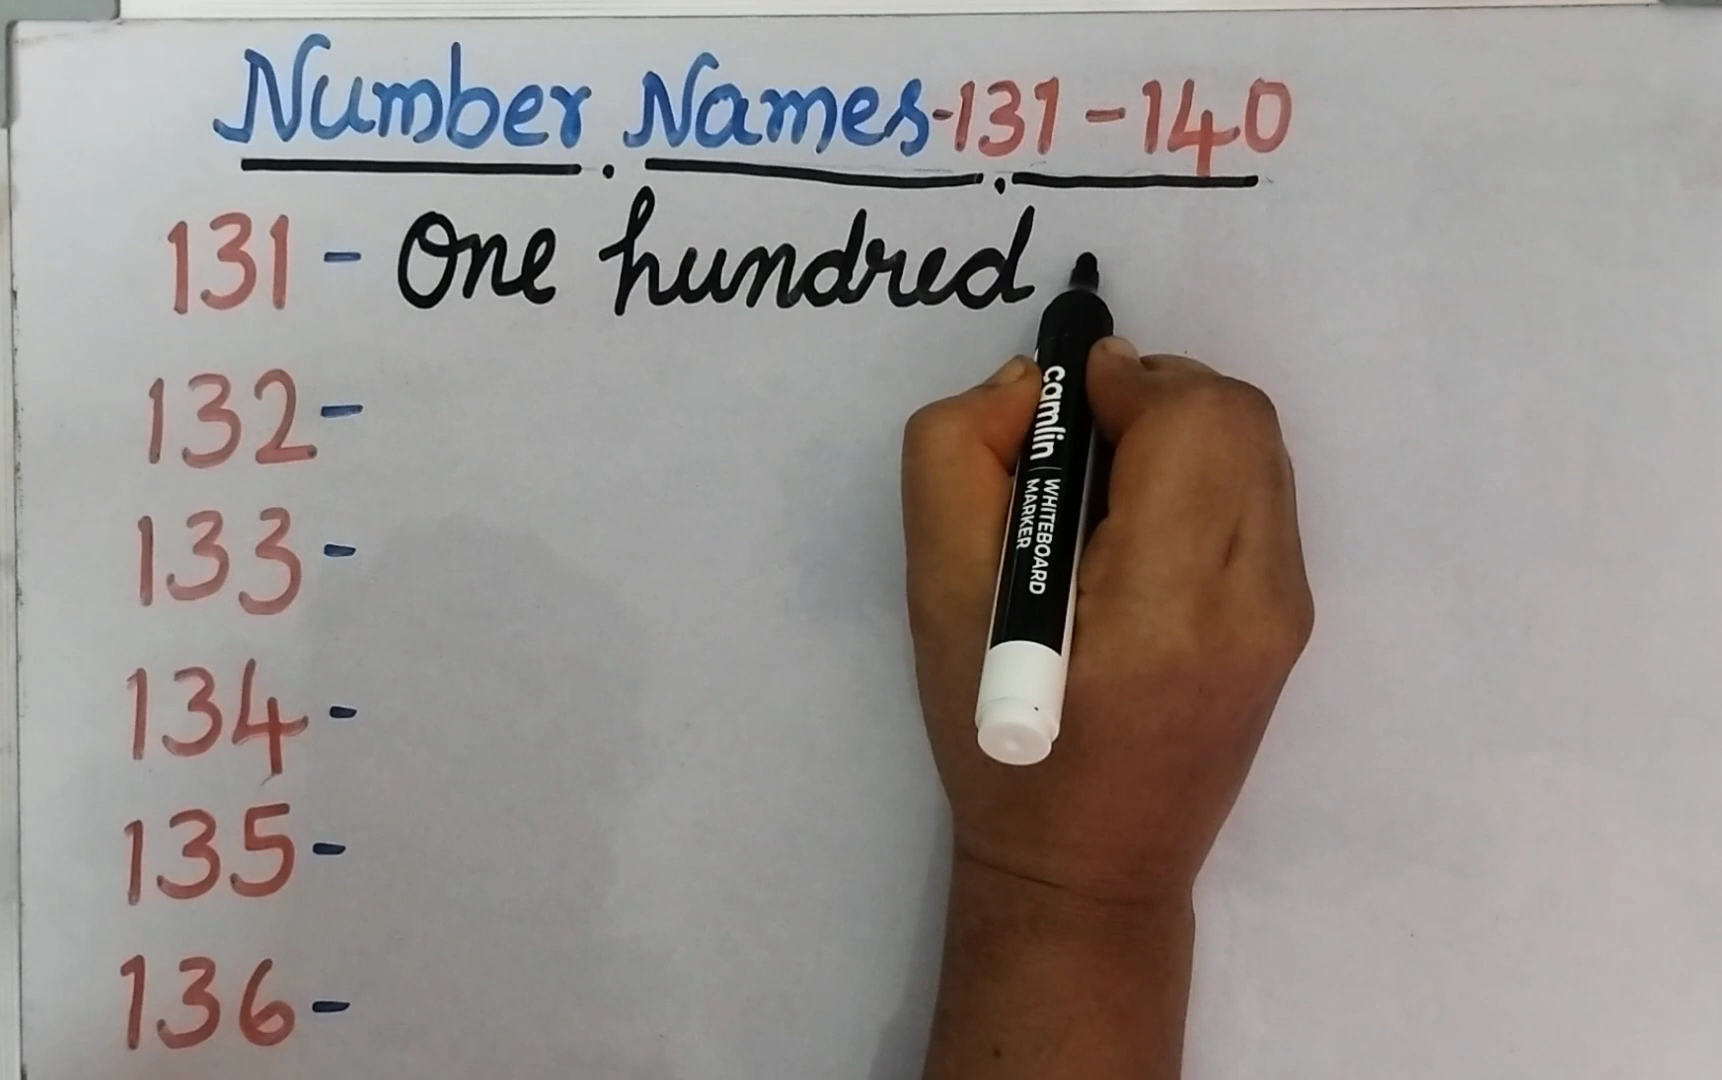 Number Names-131-140
131 - One hundred
132-
133-
134-
135-
136-
camlin WHITEBOARD MARKER